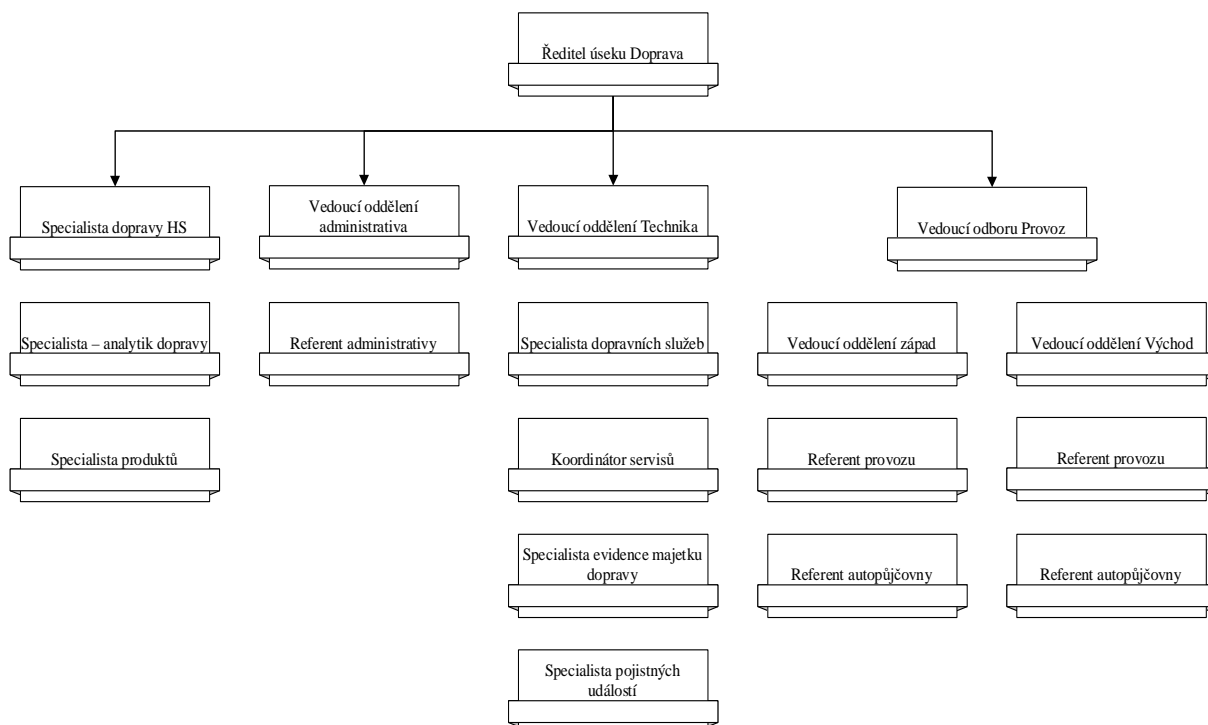 Ředitel úseku Doprava
Specialista dopravy HS
Vedoucí oddělení
administrativa
Vedoucí oddělení Technika
Vedoucí odboru Provoz
Specialista – analytik dopravy
Referent administrativy
Specialista dopravních služeb
Vedoucí oddělení západ
Vedoucí oddělení Východ
Specialista produktů
Koordinátor servisů
Referent provozu
Referent provozu
Specialista evidence majetku
dopravy
Referent autopůjčovny
Referent autopůjčovny
Specialista pojistných
událostí